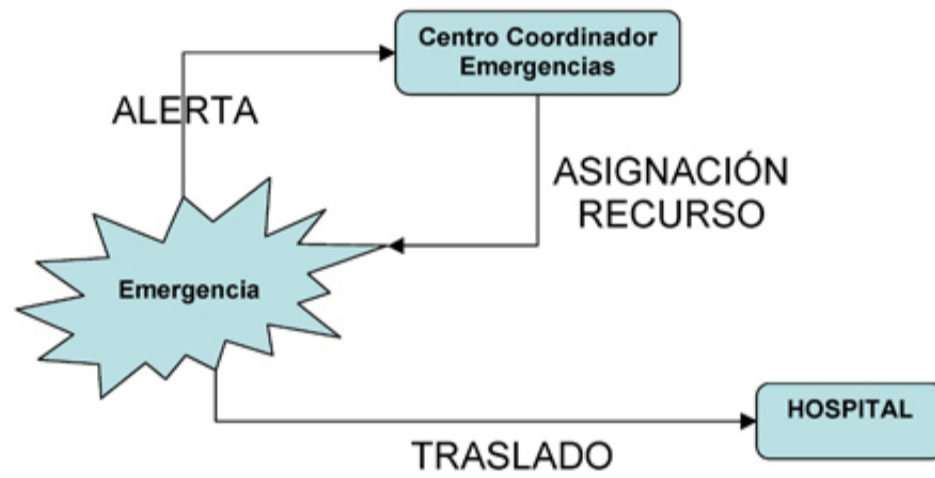 Centro Coordinador
Emergencias
ALERTA
ASIGNACIÓN
RECURSO
Emergencia
HOSPITAL
TRASLADO